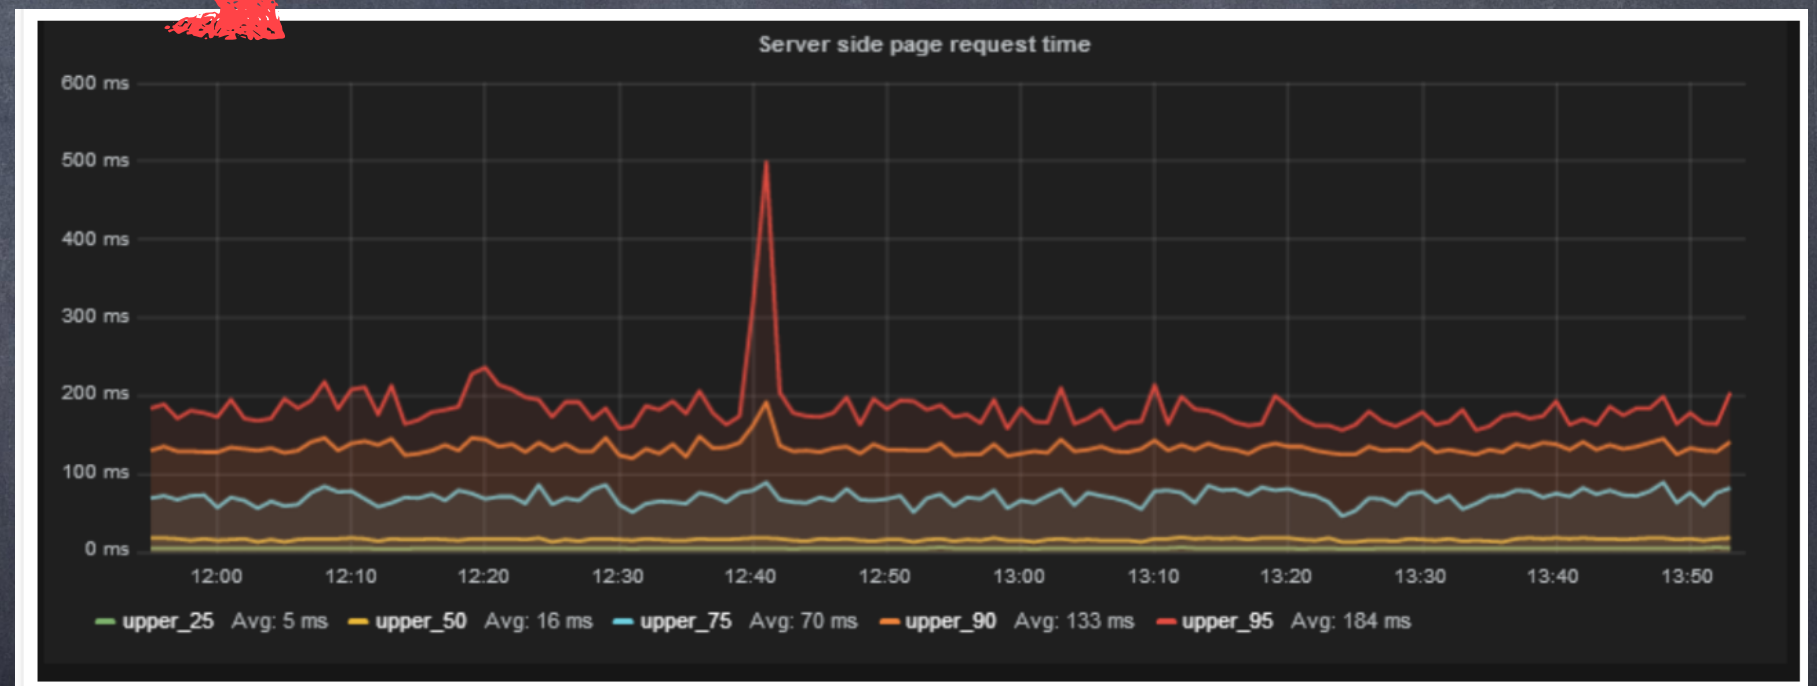 Server side page request time
600 ms
500 ms
400 ms
300 ms
200 ms
100 ms
0 ms
12:00 12:10 12:20 12:30 12:40 12:50 13:00 13:10 13:20 13:30 13:40 13:50
upper_25 Avg: 5 ms upper_50 Avg: 16 ms upper_75 Avg: 70 ms upper_90 Avg: 133 ms upper_95 Avg: 184 ms